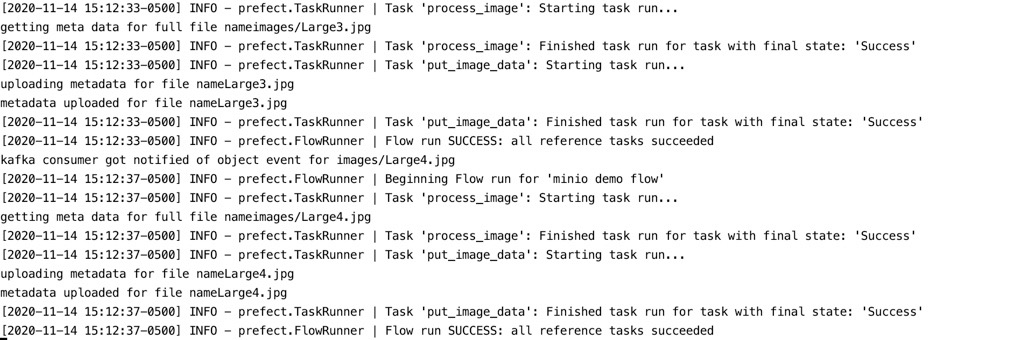 [2020-11-14 15:12:33-0500] INFO - prefect.TaskRunner | Task 'process_image': Starting task run...
getting meta data for full file nameimages/Large3.jpg
[2020-11-14 15:12:33-0500] INFO - prefect.TaskRunner | Task 'process_image': Finished task run for task with final state: 'Success'
[2020-11-14 15:12:33-0500] INFO - prefect.TaskRunner | Task 'put_image_data': Starting task run...
uploading metadata for file nameLarge3.jpg
metadata uploaded for file nameLarge3.jpg
[2020-11-14 15:12:33-0500] INFO - prefect.TaskRunner | Task 'put_image_data': Finished task run for task with final state: 'Success'
[2020-11-14 15:12:33-0500] INFO - prefect.FlowRunner | Flow run SUCCESS: all reference tasks succeeded
kafka consumer got notified of object event for images/Large4.jpg
[2020-11-14 15:12:37-0500] INFO - prefect.FlowRunner | Beginning Flow run for 'minio demo flow'
[2020-11-14 15:12:37-0500] INFO - prefect.TaskRunner | Task 'process_image': Starting task run...
getting meta data for full file nameimages/Large4.jpg
[2020-11-14 15:12:37-0500] INFO - prefect.TaskRunner | Task 'process_image': Finished task run for task with final state: 'Success'
[2020-11-14 15:12:37-0500] INFO - prefect.TaskRunner | Task 'put_image_data': Starting task run...
uploading metadata for file nameLarge4.jpg
metadata uploaded for file nameLarge4.jpg
[2020-11-14 15:12:37-0500] INFO - prefect.TaskRunner | Task 'put_image_data': Finished task run for task with final state: 'Success'
[2020-11-14 15:12:37-0500] INFO - prefect.FlowRunner | Flow run SUCCESS: all reference tasks succeeded